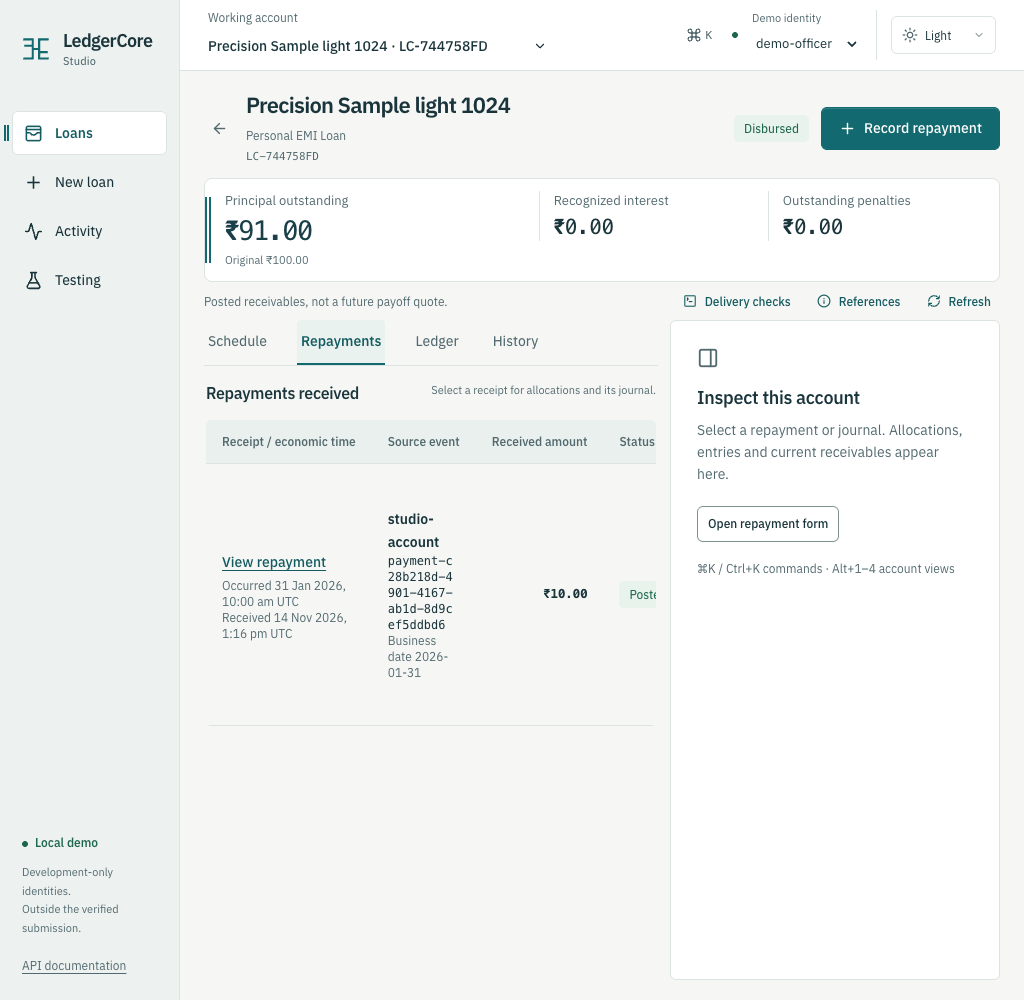 LedgerCore
Studio
Loans
New loan
Activity
Testing
Local demo
Development-only
identities.
Outside the verified
submission.
API documentation
Working account
Precision Sample light 1024 · LC-744758FD
⌘ K
Demo identity
demo-officer
Light
Precision Sample light 1024
Personal EMI Loan
LC-744758FD
Disbursed
Record repayment
Principal outstanding
₹91.00
Original ₹100.00
Recognized interest
₹0.00
Outstanding penalties
₹0.00
Posted receivables, not a future payoff quote.
Delivery checks
References
Refresh
Schedule
Repayments
Ledger
History
Repayments received
Select a receipt for allocations and its journal.
Receipt / economic time
Source event
Received amount
Status
View repayment
Occurred 31 Jan 2026,
10:00 am UTC
Received 14 Nov 2026,
1:16 pm UTC
studio-
account
payment-c
28b218d-4
901-4167-
ab1d-8d9c
ef5ddbd6
Business
date 2026-
01-31
₹10.00
Poste
Inspect this account
Select a repayment or journal. Allocations,
entries and current receivables appear
here.
Open repayment form
⌘K / Ctrl+K commands · Alt+1–4 account views